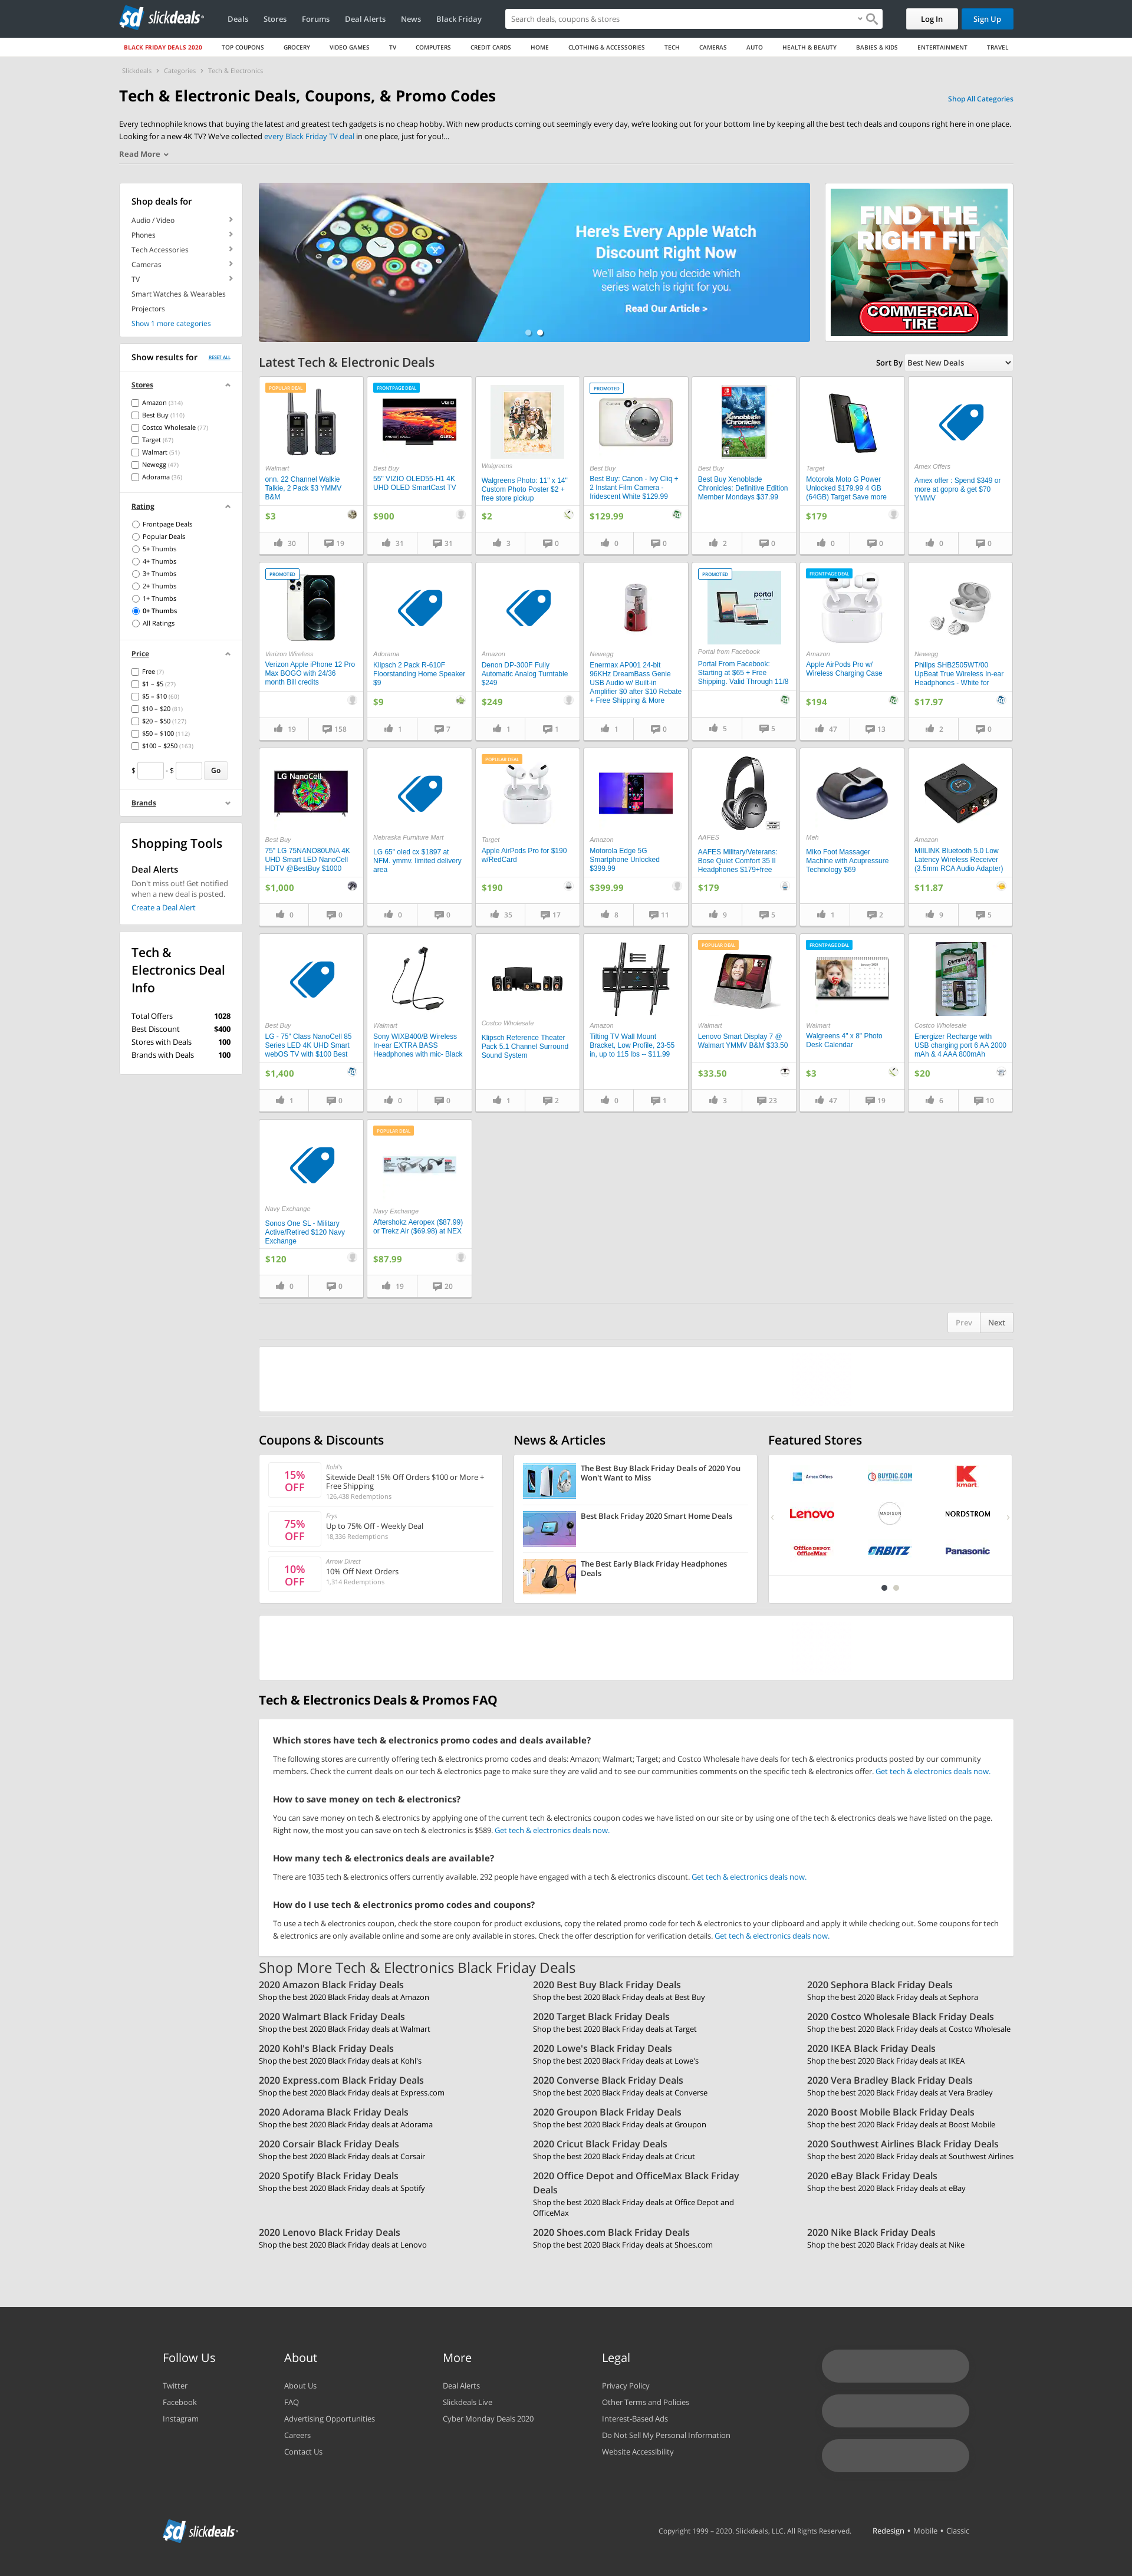 sd slickdeals
Deals Stores Forums Deal Alerts News Black Friday
Search deals, coupons & stores
Log In Sign Up
BLACK FRIDAY DEALS 2020 TOP COUPONS GROCERY VIDEO GAMES TV COMPUTERS CREDIT CARDS HOME CLOTHING & ACCESSORIES TECH CAMERAS AUTO HEALTH & BEAUTY BABIES & KIDS ENTERTAINMENT TRAVEL
Slickdeals > Categories > Tech & Electronics
Tech & Electronic Deals, Coupons, & Promo Codes
Shop All Categories
Every technophile knows that buying the latest and greatest tech gadgets is no cheap hobby. With new products coming out seemingly every day, we're looking out for your bottom line by keeping all the best tech deals and coupons right here in one place.
Looking for a new 4K TV? We've collected every Black Friday TV deal in one place, just for you!...
Read More
Shop deals for
Audio / Video
Phones
Tech Accessories
Cameras
TV
Smart Watches & Wearables
Projectors
Show 1 more categories
Here's Every Apple Watch
Discount Right Now
We'll also help you decide which
series watch is right for you.
Read Our Article >
FIND THE
RIGHT FIT
COMMERCIAL
TIRE
Show results for RESET ALL
Stores
Amazon (314)
Best Buy (110)
Costco Wholesale (77)
Target (67)
Walmart (51)
Newegg (47)
Adorama (36)
Rating
Frontpage Deals
Popular Deals
5+ Thumbs
4+ Thumbs
3+ Thumbs
2+ Thumbs
1+ Thumbs
0+ Thumbs
All Ratings
Price
Free (7)
$1 – $5 (27)
$5 – $10 (60)
$10 – $20 (81)
$20 – $50 (127)
$50 – $100 (112)
$100 – $250 (163)
$ - $ Go
Brands
Shopping Tools
Deal Alerts
Don't miss out! Get notified
when a new deal is posted.
Create a Deal Alert
Tech &
Electronics Deal
Info
Total Offers 1028
Best Discount $400
Stores with Deals 100
Brands with Deals 100
Latest Tech & Electronic Deals
Sort By Best New Deals
POPULAR DEAL
Walmart
onn. 22 Channel Walkie
Talkie, 2 Pack $3 YMMV
B&M
$3
30 19
FRONTPAGE DEAL
VIZIO
OLED
Best Buy
55" VIZIO OLED55-H1 4K
UHD OLED SmartCast TV
$900
31 31
Walgreens
Walgreens Photo: 11" x 14"
Custom Photo Poster $2 +
free store pickup
$2
3 0
PROMOTED
Best Buy
Best Buy: Canon - Ivy Cliq +
2 Instant Film Camera -
Iridescent White $129.99
$129.99
0 0
Best Buy
Best Buy Xenoblade
Chronicles: Definitive Edition
Member Mondays $37.99
2 0
Target
Motorola Moto G Power
Unlocked $179.99 4 GB
(64GB) Target Save more
$179
0 0
Amex Offers
Amex offer : Spend $349 or
more at gopro & get $70
YMMV
0 0
PROMOTED
Verizon Wireless
Verizon Apple iPhone 12 Pro
Max BOGO with 24/36
month Bill credits
19 158
Adorama
Klipsch 2 Pack R-610F
Floorstanding Home Speaker
$9
$9
1 7
Amazon
Denon DP-300F Fully
Automatic Analog Turntable
$249
$249
1 1
Newegg
Enermax AP001 24-bit
96KHz DreamBass Genie
USB Audio w/ Built-in
Amplifier $0 after $10 Rebate
+ Free Shipping & More
1 0
PROMOTED
portal
Portal from Facebook
Portal From Facebook:
Starting at $65 + Free
Shipping. Valid Through 11/8
5 5
FRONTPAGE DEAL
Amazon
Apple AirPods Pro w/
Wireless Charging Case
$194
47 13
Newegg
Philips SHB2505WT/00
UpBeat True Wireless In-ear
Headphones - White for
$17.97
2 0
LG NanoCell
Best Buy
75" LG 75NANO80UNA 4K
UHD Smart LED NanoCell
HDTV @BestBuy $1000
$1,000
0 0
Nebraska Furniture Mart
LG 65" oled cx $1897 at
NFM. ymmv. limited delivery
area
0 0
POPULAR DEAL
Target
Apple AirPods Pro for $190
w/RedCard
$190
35 17
Amazon
Motorola Edge 5G
Smartphone Unlocked
$399.99
$399.99
8 11
AAFES
AAFES Military/Veterans:
Bose Quiet Comfort 35 II
Headphones $179+free
$179
9 5
Meh
Miko Foot Massager
Machine with Acupressure
Technology $69
1 2
Amazon
MIILINK Bluetooth 5.0 Low
Latency Wireless Receiver
(3.5mm RCA Audio Adapter)
$11.87
9 5
Best Buy
LG - 75" Class NanoCell 85
Series LED 4K UHD Smart
webOS TV with $100 Best
$1,400
1 0
Walmart
Sony WIXB400/B Wireless
In-ear EXTRA BASS
Headphones with mic- Black
0 0
Costco Wholesale
Klipsch Reference Theater
Pack 5.1 Channel Surround
Sound System
1 2
Amazon
Tilting TV Wall Mount
Bracket, Low Profile, 23-55
in, up to 115 lbs -- $11.99
0 1
POPULAR DEAL
Walmart
Lenovo Smart Display 7 @
Walmart YMMV B&M $33.50
$33.50
3 23
FRONTPAGE DEAL
Walmart
Walgreens 4" x 8" Photo
Desk Calendar
$3
47 19
Energizer
Costco Wholesale
Energizer Recharge with
USB charging port 6 AA 2000
mAh & 4 AAA 800mAh
$20
6 10
Navy Exchange
Sonos One SL - Military
Active/Retired $120 Navy
Exchange
$120
0 0
POPULAR DEAL
Navy Exchange
Aftershokz Aeropex ($87.99)
or Trekz Air ($69.98) at NEX
$87.99
19 20
Prev Next
Coupons & Discounts
15%
OFF
Kohl's
Sitewide Deal! 15% Off Orders $100 or More +
Free Shipping
126,438 Redemptions
75%
OFF
Frys
Up to 75% Off - Weekly Deal
18,336 Redemptions
10%
OFF
Arrow Direct
10% Off Next Orders
1,314 Redemptions
News & Articles
The Best Buy Black Friday Deals of 2020 You
Won't Want to Miss
Best Black Friday 2020 Smart Home Deals
The Best Early Black Friday Headphones
Deals
Featured Stores
Amex Offers BUYDIG.COM kmart
Lenovo MADISON NORDSTROM
Office DEPOT
OfficeMax
ORBITZ Panasonic
Tech & Electronics Deals & Promos FAQ
Which stores have tech & electronics promo codes and deals available?
The following stores are currently offering tech & electronics promo codes and deals: Amazon; Walmart; Target; and Costco Wholesale have deals for tech & electronics products posted by our community
members. Check the current deals on our tech & electronics page to make sure they are valid and to see our communities comments on the specific tech & electronics offer. Get tech & electronics deals now.
How to save money on tech & electronics?
You can save money on tech & electronics by applying one of the current tech & electronics coupon codes we have listed on our site or by using one of the tech & electronics deals we have listed on the page.
Right now, the most you can save on tech & electronics is $589. Get tech & electronics deals now.
How many tech & electronics deals are available?
There are 1035 tech & electronics offers currently available. 292 people have engaged with a tech & electronics discount. Get tech & electronics deals now.
How do I use tech & electronics promo codes and coupons?
To use a tech & electronics coupon, check the store coupon for product exclusions, copy the related promo code for tech & electronics to your clipboard and apply it while checking out. Some coupons for tech
& electronics are only available online and some are only available in stores. Check the offer description for verification details. Get tech & electronics deals now.
Shop More Tech & Electronics Black Friday Deals
2020 Amazon Black Friday Deals
Shop the best 2020 Black Friday deals at Amazon
2020 Best Buy Black Friday Deals
Shop the best 2020 Black Friday deals at Best Buy
2020 Sephora Black Friday Deals
Shop the best 2020 Black Friday deals at Sephora
2020 Walmart Black Friday Deals
Shop the best 2020 Black Friday deals at Walmart
2020 Target Black Friday Deals
Shop the best 2020 Black Friday deals at Target
2020 Costco Wholesale Black Friday Deals
Shop the best 2020 Black Friday deals at Costco Wholesale
2020 Kohl's Black Friday Deals
Shop the best 2020 Black Friday deals at Kohl's
2020 Lowe's Black Friday Deals
Shop the best 2020 Black Friday deals at Lowe's
2020 IKEA Black Friday Deals
Shop the best 2020 Black Friday deals at IKEA
2020 Express.com Black Friday Deals
Shop the best 2020 Black Friday deals at Express.com
2020 Converse Black Friday Deals
Shop the best 2020 Black Friday deals at Converse
2020 Vera Bradley Black Friday Deals
Shop the best 2020 Black Friday deals at Vera Bradley
2020 Adorama Black Friday Deals
Shop the best 2020 Black Friday deals at Adorama
2020 Groupon Black Friday Deals
Shop the best 2020 Black Friday deals at Groupon
2020 Boost Mobile Black Friday Deals
Shop the best 2020 Black Friday deals at Boost Mobile
2020 Corsair Black Friday Deals
Shop the best 2020 Black Friday deals at Corsair
2020 Cricut Black Friday Deals
Shop the best 2020 Black Friday deals at Cricut
2020 Southwest Airlines Black Friday Deals
Shop the best 2020 Black Friday deals at Southwest Airlines
2020 Spotify Black Friday Deals
Shop the best 2020 Black Friday deals at Spotify
2020 Office Depot and OfficeMax Black Friday
Deals
Shop the best 2020 Black Friday deals at Office Depot and
OfficeMax
2020 eBay Black Friday Deals
Shop the best 2020 Black Friday deals at eBay
2020 Lenovo Black Friday Deals
Shop the best 2020 Black Friday deals at Lenovo
2020 Shoes.com Black Friday Deals
Shop the best 2020 Black Friday deals at Shoes.com
2020 Nike Black Friday Deals
Shop the best 2020 Black Friday deals at Nike
Follow Us
Twitter
Facebook
Instagram
About
About Us
FAQ
Advertising Opportunities
Careers
Contact Us
More
Deal Alerts
Slickdeals Live
Cyber Monday Deals 2020
Legal
Privacy Policy
Other Terms and Policies
Interest-Based Ads
Do Not Sell My Personal Information
Website Accessibility
sd slickdeals
Copyright 1999 – 2020. Slickdeals, LLC. All Rights Reserved. Redesign • Mobile • Classic